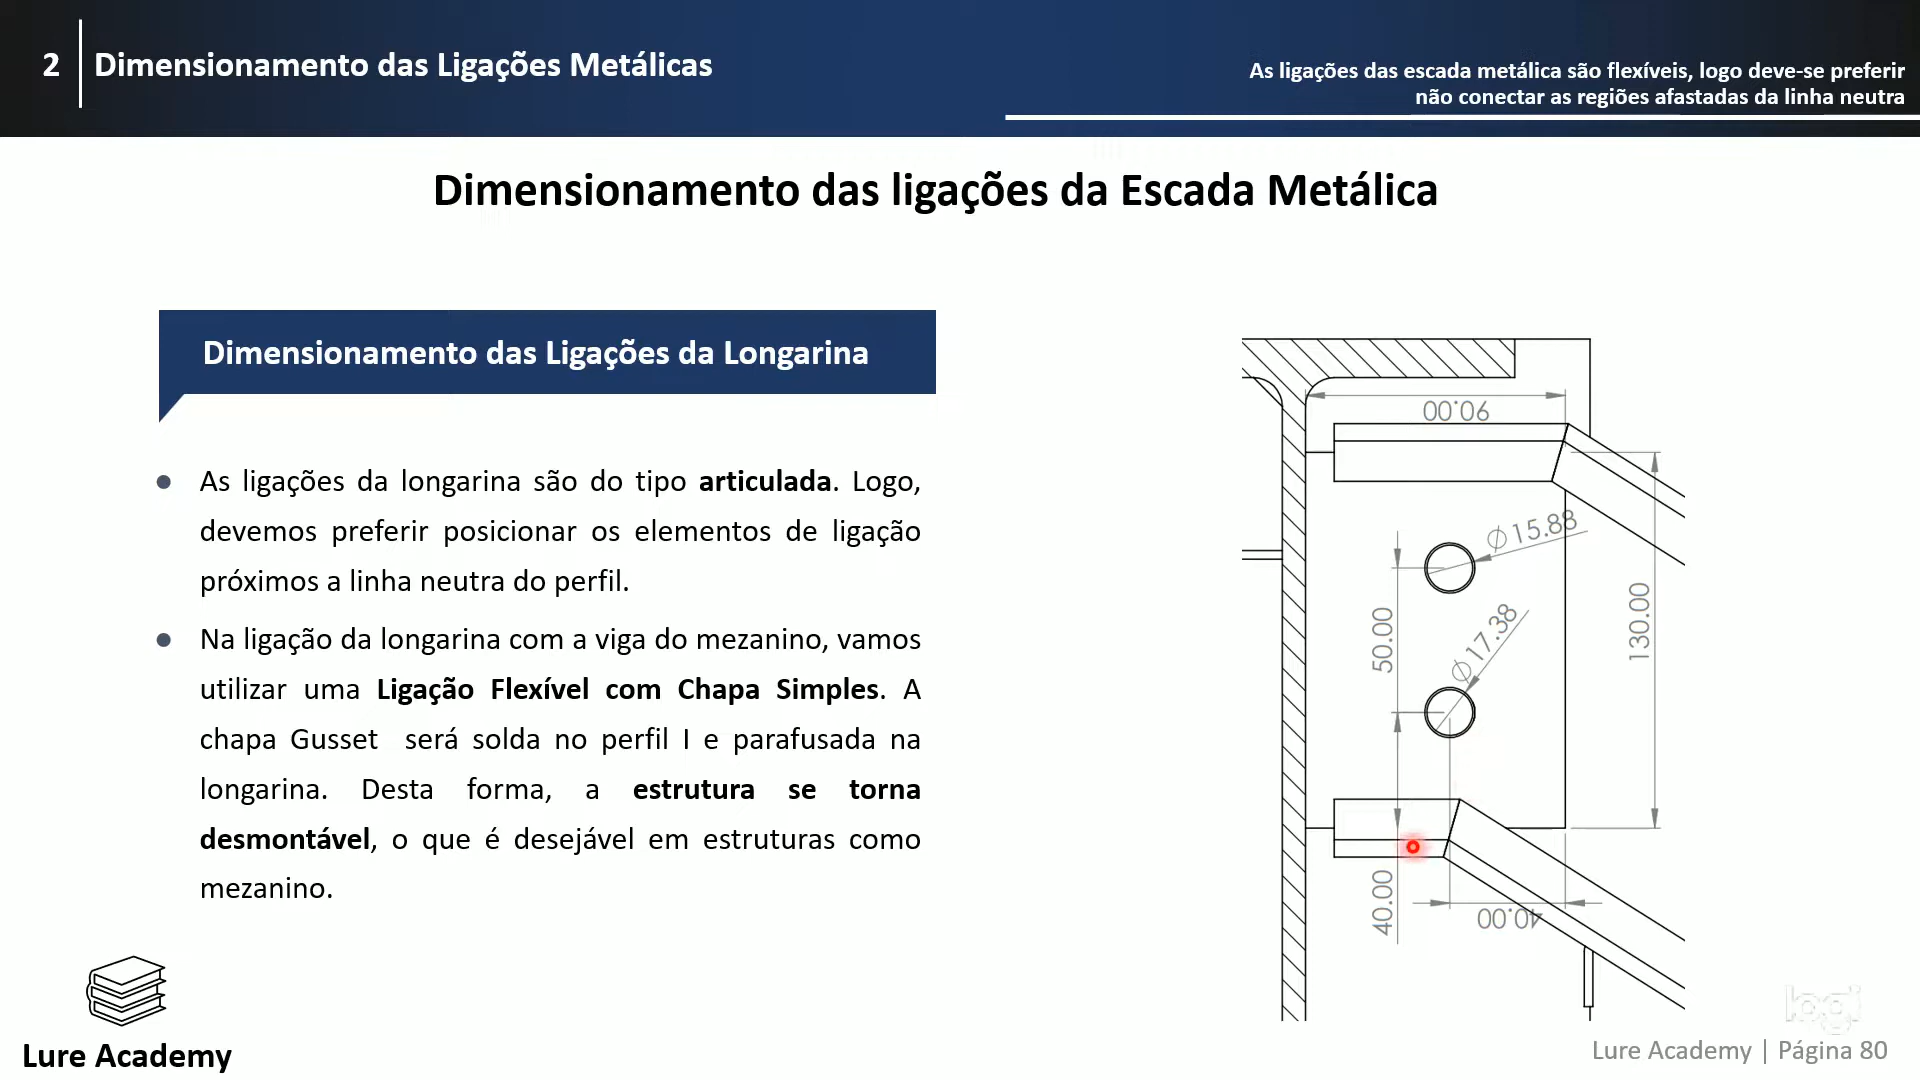 2
Dimensionamento das Ligações Metálicas
As ligações das escada metálica são flexíveis, logo deve-se preferir
não conectar as regiões afastadas da linha neutra
Dimensionamento das ligações da Escada Metálica
Dimensionamento das Ligações da Longarina
● As ligações da longarina são do tipo articulada. Logo,
devemos preferir posicionar os elementos de ligação
próximos a linha neutra do perfil.
● Na ligação da longarina com a viga do mezanino, vamos
utilizar uma Ligação Flexível com Chapa Simples. A
chapa Gusset será solda no perfil I e parafusada na
longarina. Desta forma, a estrutura se torna
desmontável, o que é desejável em estruturas como
mezanino.
90.00
∅15.88
50.00
∅17.38
130.00
40.00
40.00
logi
Lure Academy
Lure Academy | Página 80